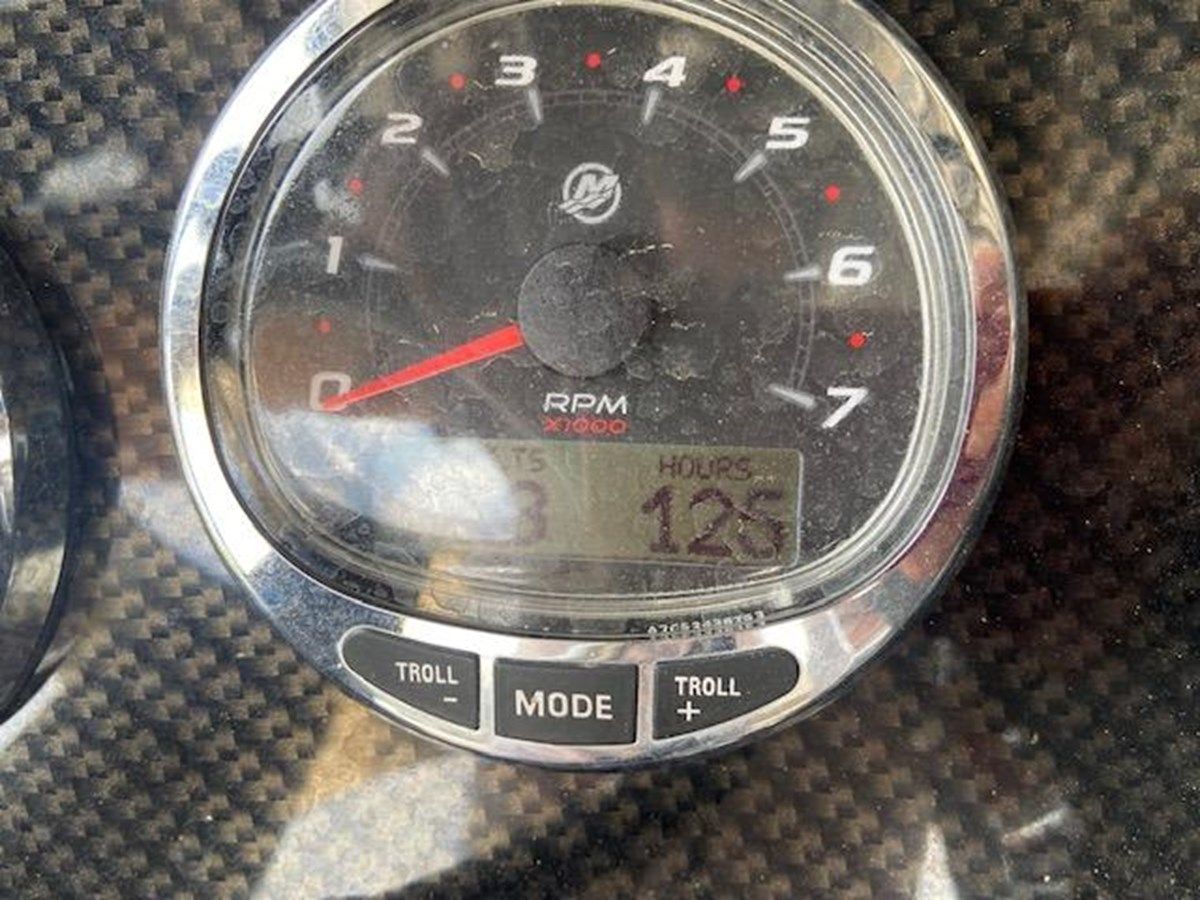 3 4
2 5
1 6
0 7
RPM
X1000
HOURS
125
TROLL
-
MODE
TROLL
+